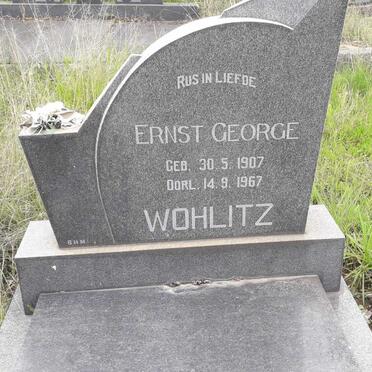 RUS IN LIEFDE
ERNST GEORGE
GEB. 30.5.1907
OORL. 14.9.1967
WOHLITZ